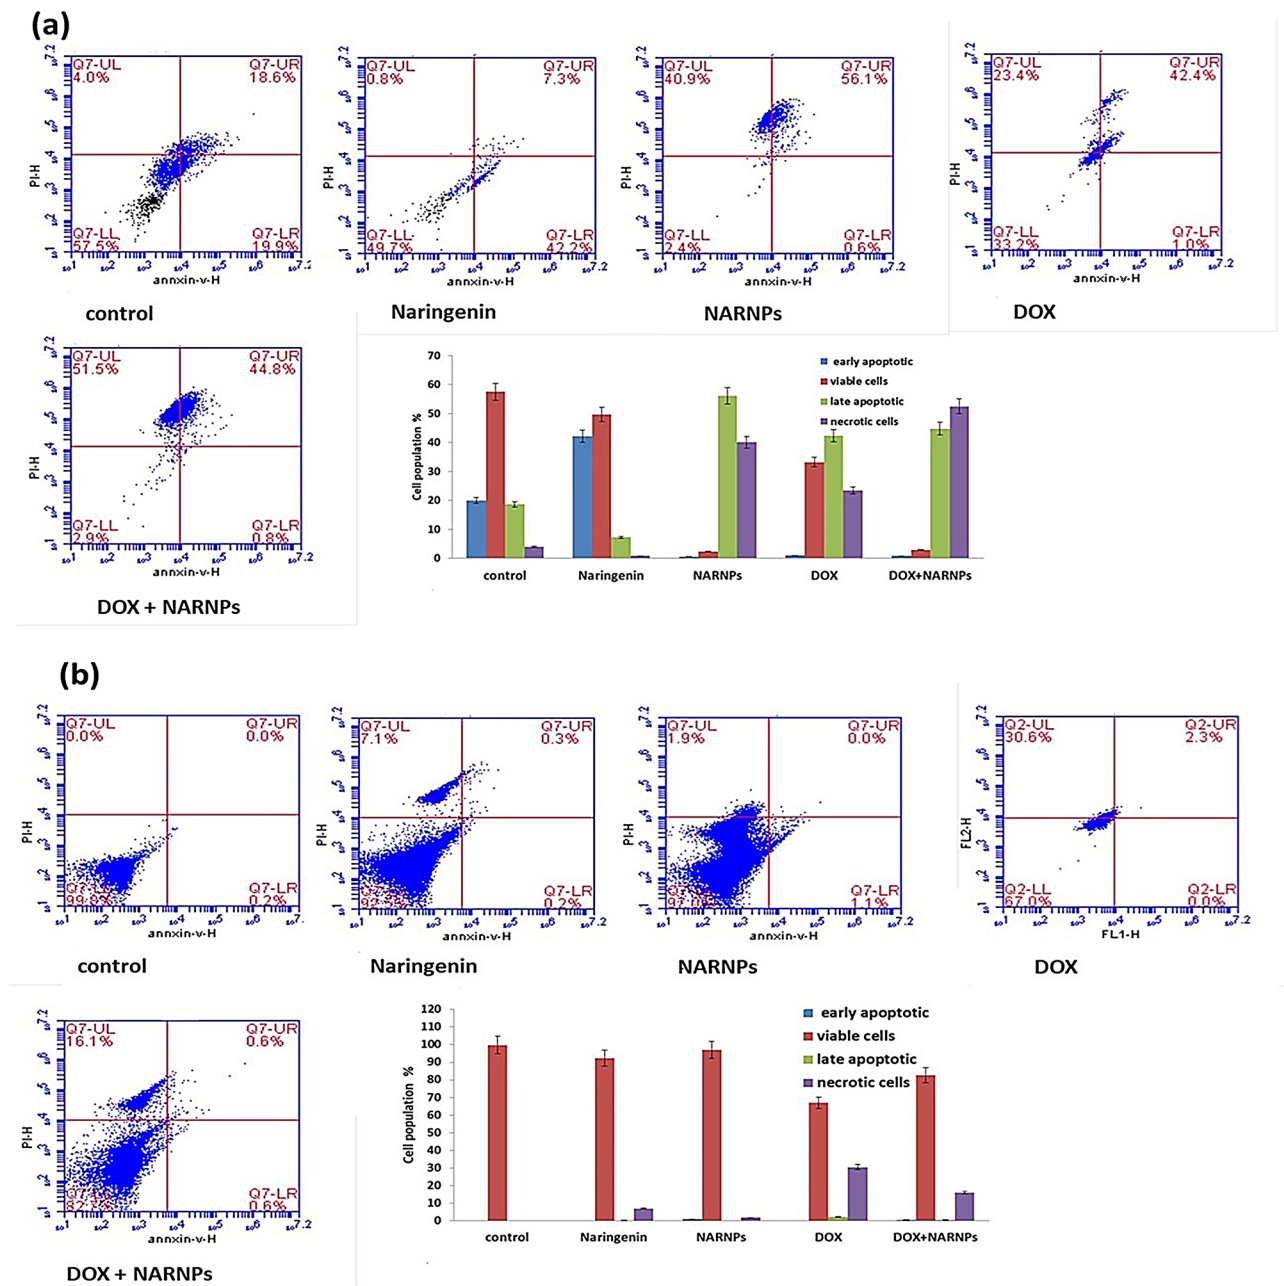 (a)
Q7-UL Q7-UR
4.0% 18.6%
Q7-LL Q7-LR
57.5% 19.9%
PI-H
annxin-v-H
control
Q7-UL Q7-UR
0.8% 7.3%
Q7-LL Q7-LR
49.7% 42.2%
PI-H
annxin-v-H
Naringenin
Q7-UL Q7-UR
40.9% 56.1%
Q7-LL Q7-LR
2.4% 0.6%
PI-H
annxin-v-H
NARNPs
Q7-UL Q7-UR
23.4% 42.4%
Q7-LL Q7-LR
33.2% 1.0%
PI-H
annxin-v-H
DOX
Q7-UL Q7-UR
51.5% 44.8%
Q7-LL Q7-LR
2.9% 0.8%
PI-H
annxin-v-H
DOX + NARNPs
70
60
50
40
30
20
10
0
Cell population %
early apoptotic
viable cells
late apoptotic
necrotic cells
control Naringenin NARNPs DOX DOX+NARNPs
(b)
Q7-UL Q7-UR
0.0% 0.0%
Q7-LR
99.8% 0.2%
PI-H
annxin-v-H
control
Q7-UL Q7-UR
7.1% 0.3%
Q7-LR
0.2%
PI-H
annxin-v-H
Naringenin
Q7-UL Q7-UR
1.9% 0.0%
Q7-LR
97.0% 1.1%
PI-H
annxin-v-H
NARNPs
Q2-UL Q2-UR
30.6% 2.3%
Q2-LL Q2-LR
67.0% 0.0%
FL2-H
FL1-H
DOX
Q7-UL Q7-UR
16.1% 0.6%
Q7-LR
82.7% 0.6%
PI-H
annxin-v-H
DOX + NARNPs
120
110
100
90
80
70
60
50
40
30
20
10
0
Cell population %
early apoptotic
viable cells
late apoptotic
necrotic cells
control Naringenin NARNPs DOX DOX+NARNPs